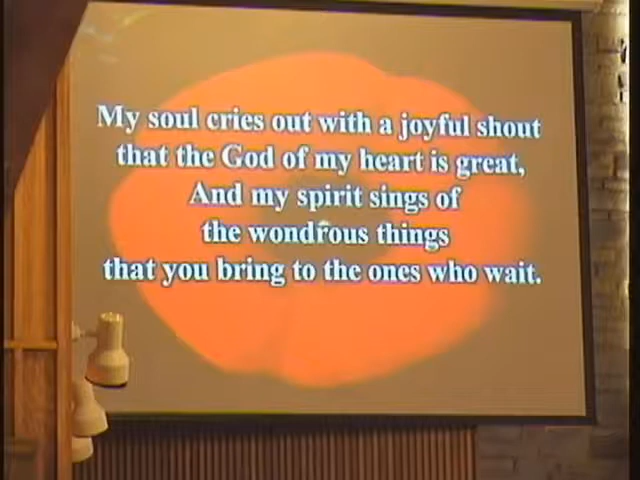 My soul cries out with a joyful shout
that the God of my heart is great,
And my spirit sings of
the wondrous things
that you bring to the ones who wait.